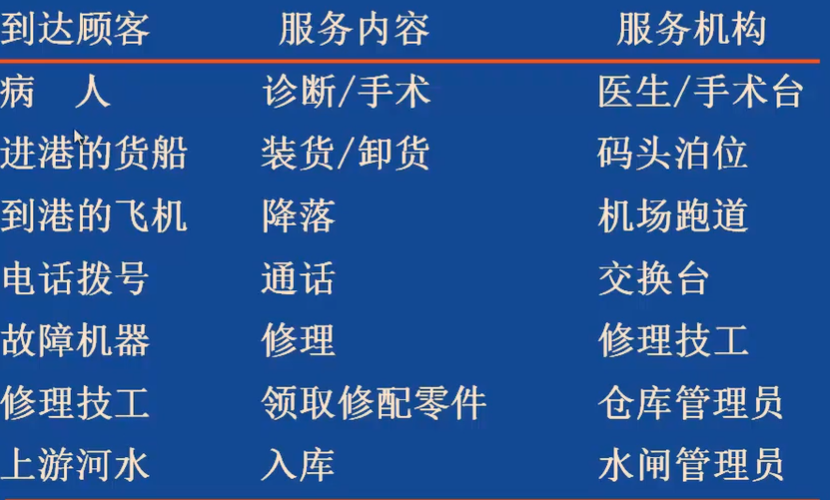 到达顾客 服务内容 服务机构
病 人 诊断/手术 医生/手术台
进港的货船 装货/卸货 码头泊位
到港的飞机 降落 机场跑道
电话拨号 通话 交换台
故障机器 修理 修理技工
修理技工 领取修配零件 仓库管理员
上游河水 入库 水闸管理员